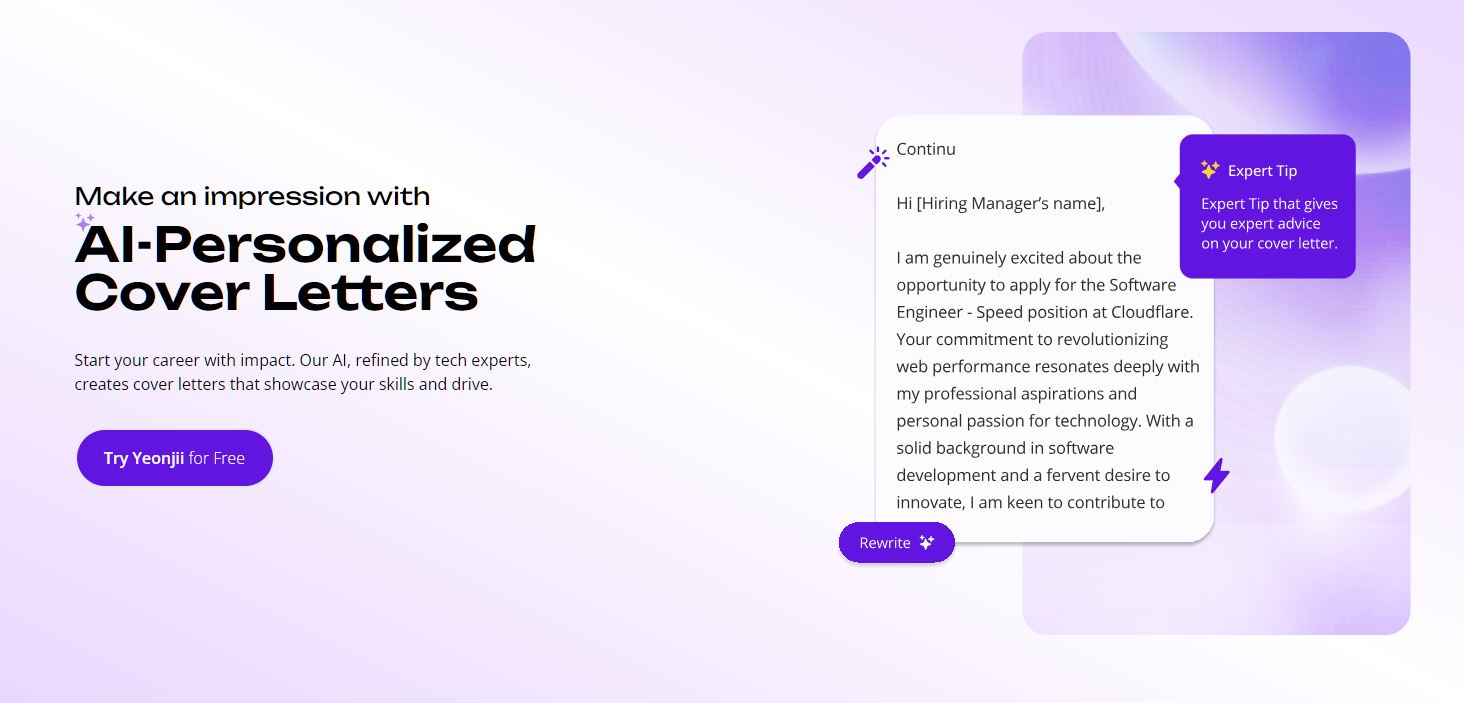 Make an impression with
AI-Personalized
Cover Letters
Start your career with impact. Our AI, refined by tech experts,
creates cover letters that showcase your skills and drive.
Try Yeonjii for Free
Continu
Hi [Hiring Manager’s name],
I am genuinely excited about the
opportunity to apply for the Software
Engineer - Speed position at Cloudflare.
Your commitment to revolutionizing
web performance resonates deeply with
my professional aspirations and
personal passion for technology. With a
solid background in software
development and a fervent desire to
innovate, I am keen to contribute to
Rewrite
Expert Tip
Expert Tip that gives
you expert advice
on your cover letter.